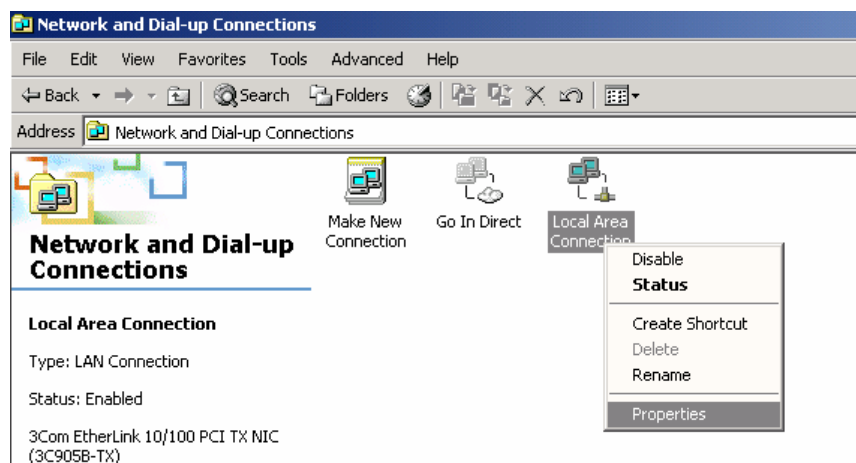 Network and Dial-up Connections
File Edit View Favorites Tools Advanced Help
Back Search Folders
Address Network and Dial-up Connections
Make New
Connection
Go In Direct
Local Area
Connection
Network and Dial-up
Connections
Local Area Connection
Type: LAN Connection
Status: Enabled
3Com EtherLink 10/100 PCI TX NIC
(3C905B-TX)
Disable
Status
Create Shortcut
Delete
Rename
Properties